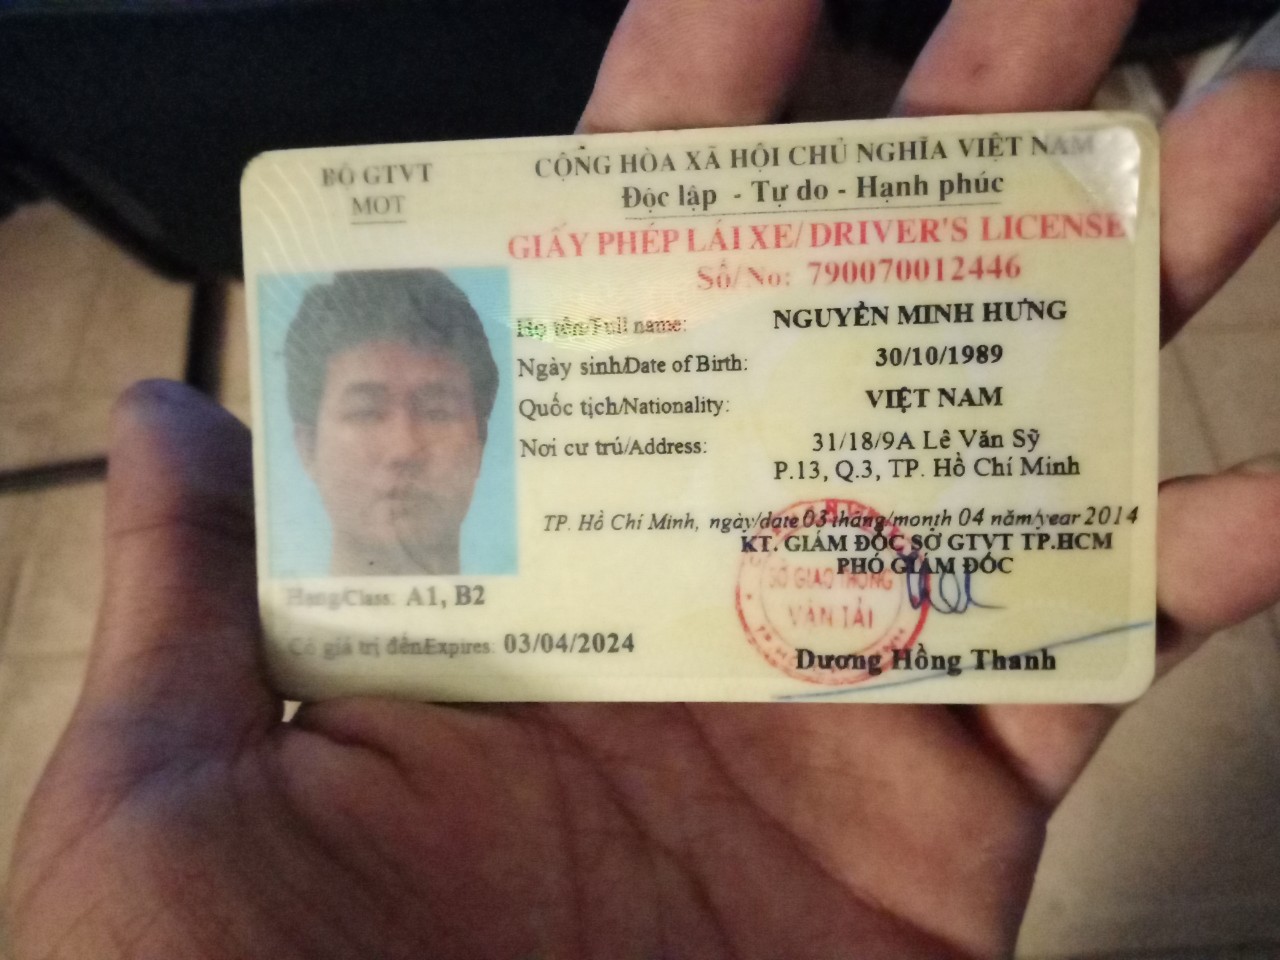 BỘ GTVT
MOT
CỘNG HÒA XÃ HỘI CHỦ NGHĨA VIỆT NAM
Độc lập - Tự do - Hạnh phúc
GIẤY PHÉP LÁI XE/ DRIVER'S LICENSE
Số/No: 790070012446
Họ tên/Full name: NGUYỄN MINH HƯNG
Ngày sinh/Date of Birth: 30/10/1989
Quốc tịch/Nationality: VIỆT NAM
Nơi cư trú/Address: 31/18/9A Lê Văn Sỹ
P.13, Q.3, TP. Hồ Chí Minh
TP. Hồ Chí Minh, ngày/date 03 tháng/month 04 năm/year 2014
KT. GIÁM ĐỐC SỞ GTVT TP.HCM
PHÓ GIÁM ĐỐC
SỞ GIAO THÔNG
VẬN TẢI
Dương Hồng Thanh
Hạng/Class: A1, B2
Có giá trị đến/Expires: 03/04/2024